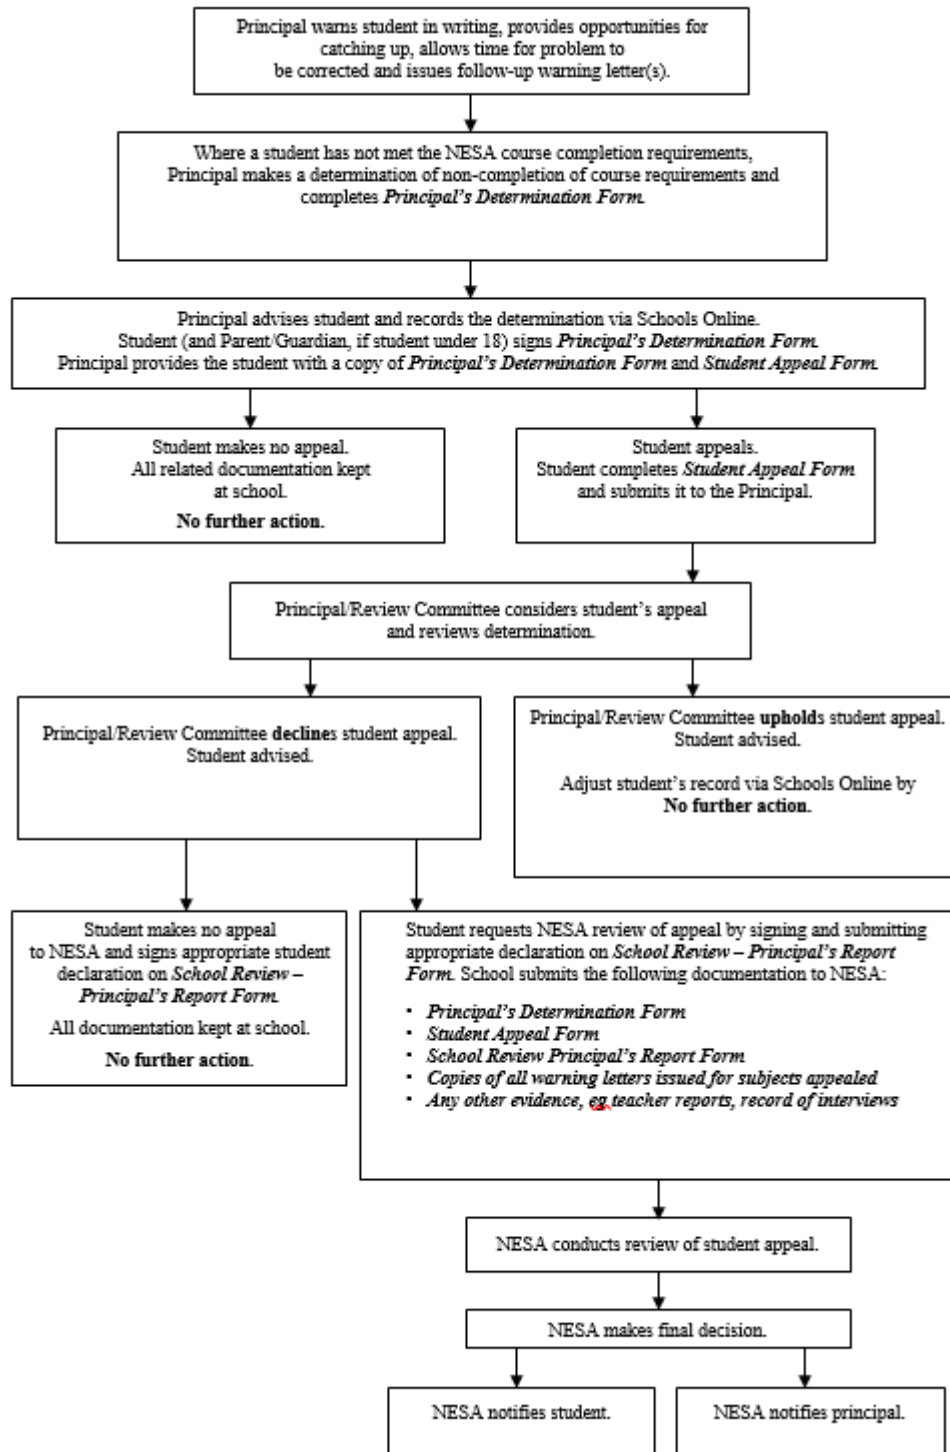 Principal warns student in writing, provides opportunities for
catching up, allows time for problem to
be corrected and issues follow-up warning letter(s).
Where a student has not met the NESA course completion requirements,
Principal makes a determination of non-completion of course requirements and
completes Principal's Determination Form.
Principal advises student and records the determination via Schools Online.
Student (and Parent/Guardian, if student under 18) signs Principal's Determination Form.
Principal provides the student with a copy of Principal's Determination Form and Student Appeal Form.
Student makes no appeal.
All related documentation kept
at school.
No further action.
Student appeals.
Student completes Student Appeal Form
and submits it to the Principal.
Principal/Review Committee considers student's appeal
and reviews determination.
Principal/Review Committee declines student appeal.
Student advised.
Principal/Review Committee upholds student appeal.
Student advised.
Adjust student's record via Schools Online by
No further action.
Student makes no appeal
to NESA and signs appropriate student
declaration on School Review –
Principal's Report Form.
All documentation kept at school.
No further action.
Student requests NESA review of appeal by signing and submitting
appropriate declaration on School Review – Principal's Report
Form. School submits the following documentation to NESA:
• Principal's Determination Form
• Student Appeal Form
• School Review Principal's Report Form
• Copies of all warning letters issued for subjects appealed
• Any other evidence, eg teacher reports, record of interviews
NESA conducts review of student appeal.
NESA makes final decision.
NESA notifies student.
NESA notifies principal.